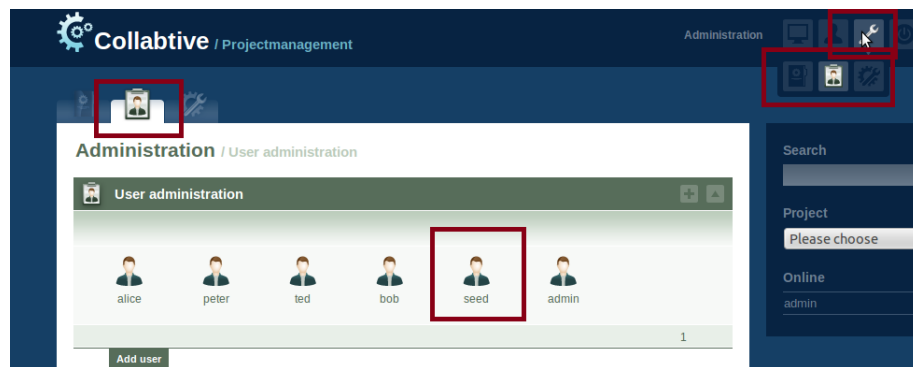 Collabtive / Projectmanagement
Administration
Administration / User administration
User administration
alice peter ted bob seed admin
1
Add user
Search
Project
Please choose
Online
admin